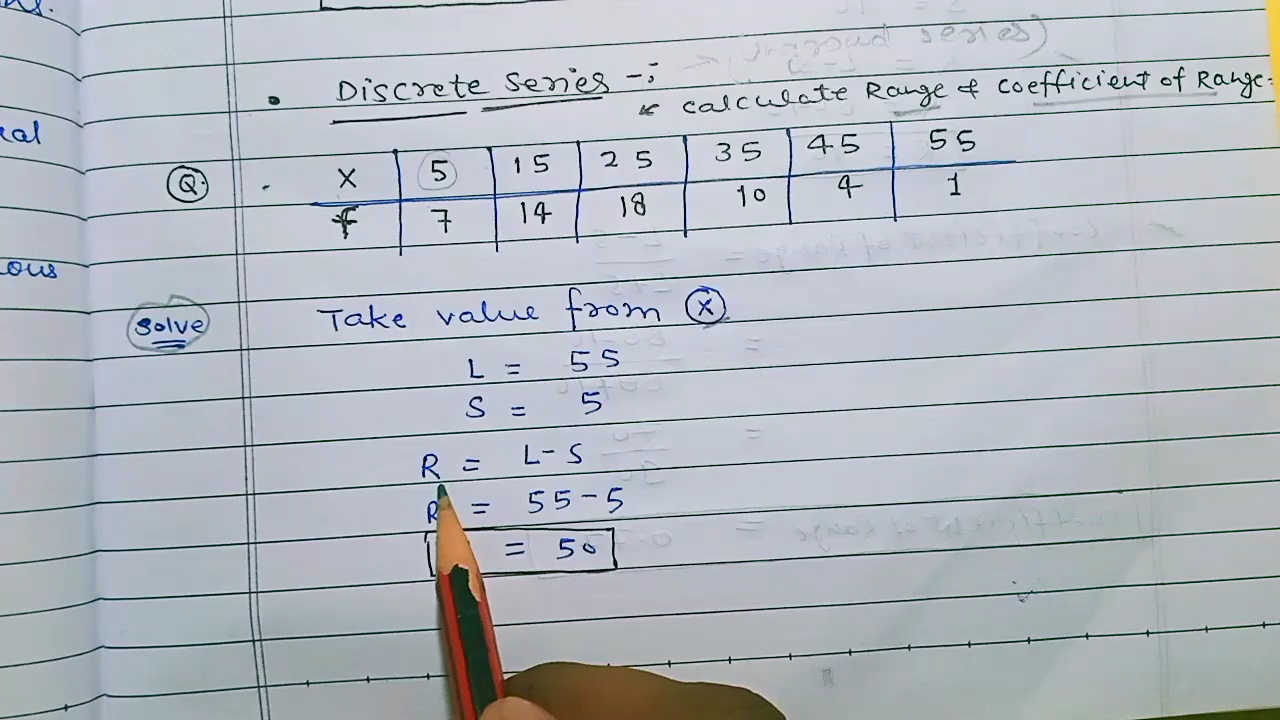 Discrete Series -:
* calculate Range & coefficient of Range:
Q. X 5 15 25 35 45 55
f 7 14 18 10 4 1
Solve Take value from X
L = 55
S = 5
R = L-S
R = 55-5
= 50